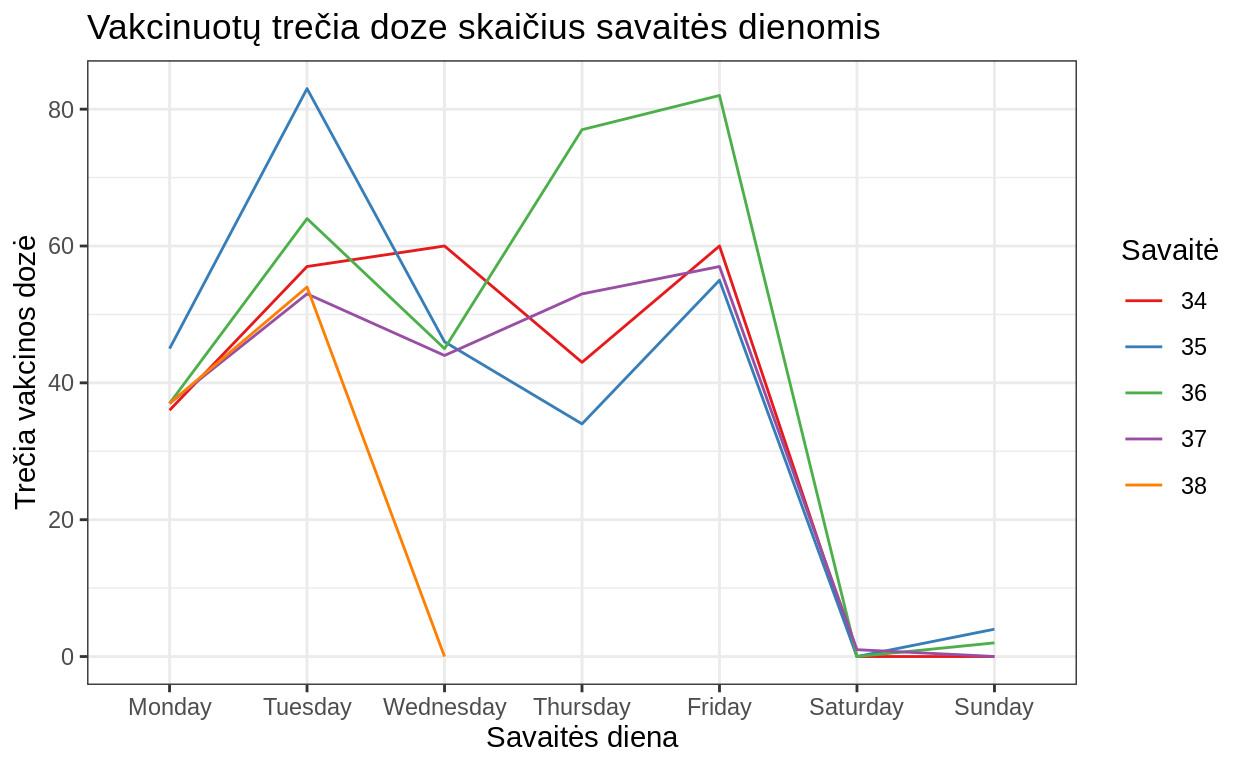 Vakcinuotų trečia doze skaičius savaitės dienomis
Trečia vakcinos dozė
80
60
40
20
0
Monday Tuesday Wednesday Thursday Friday Saturday Sunday
Savaitės diena
Savaitė
34
35
36
37
38